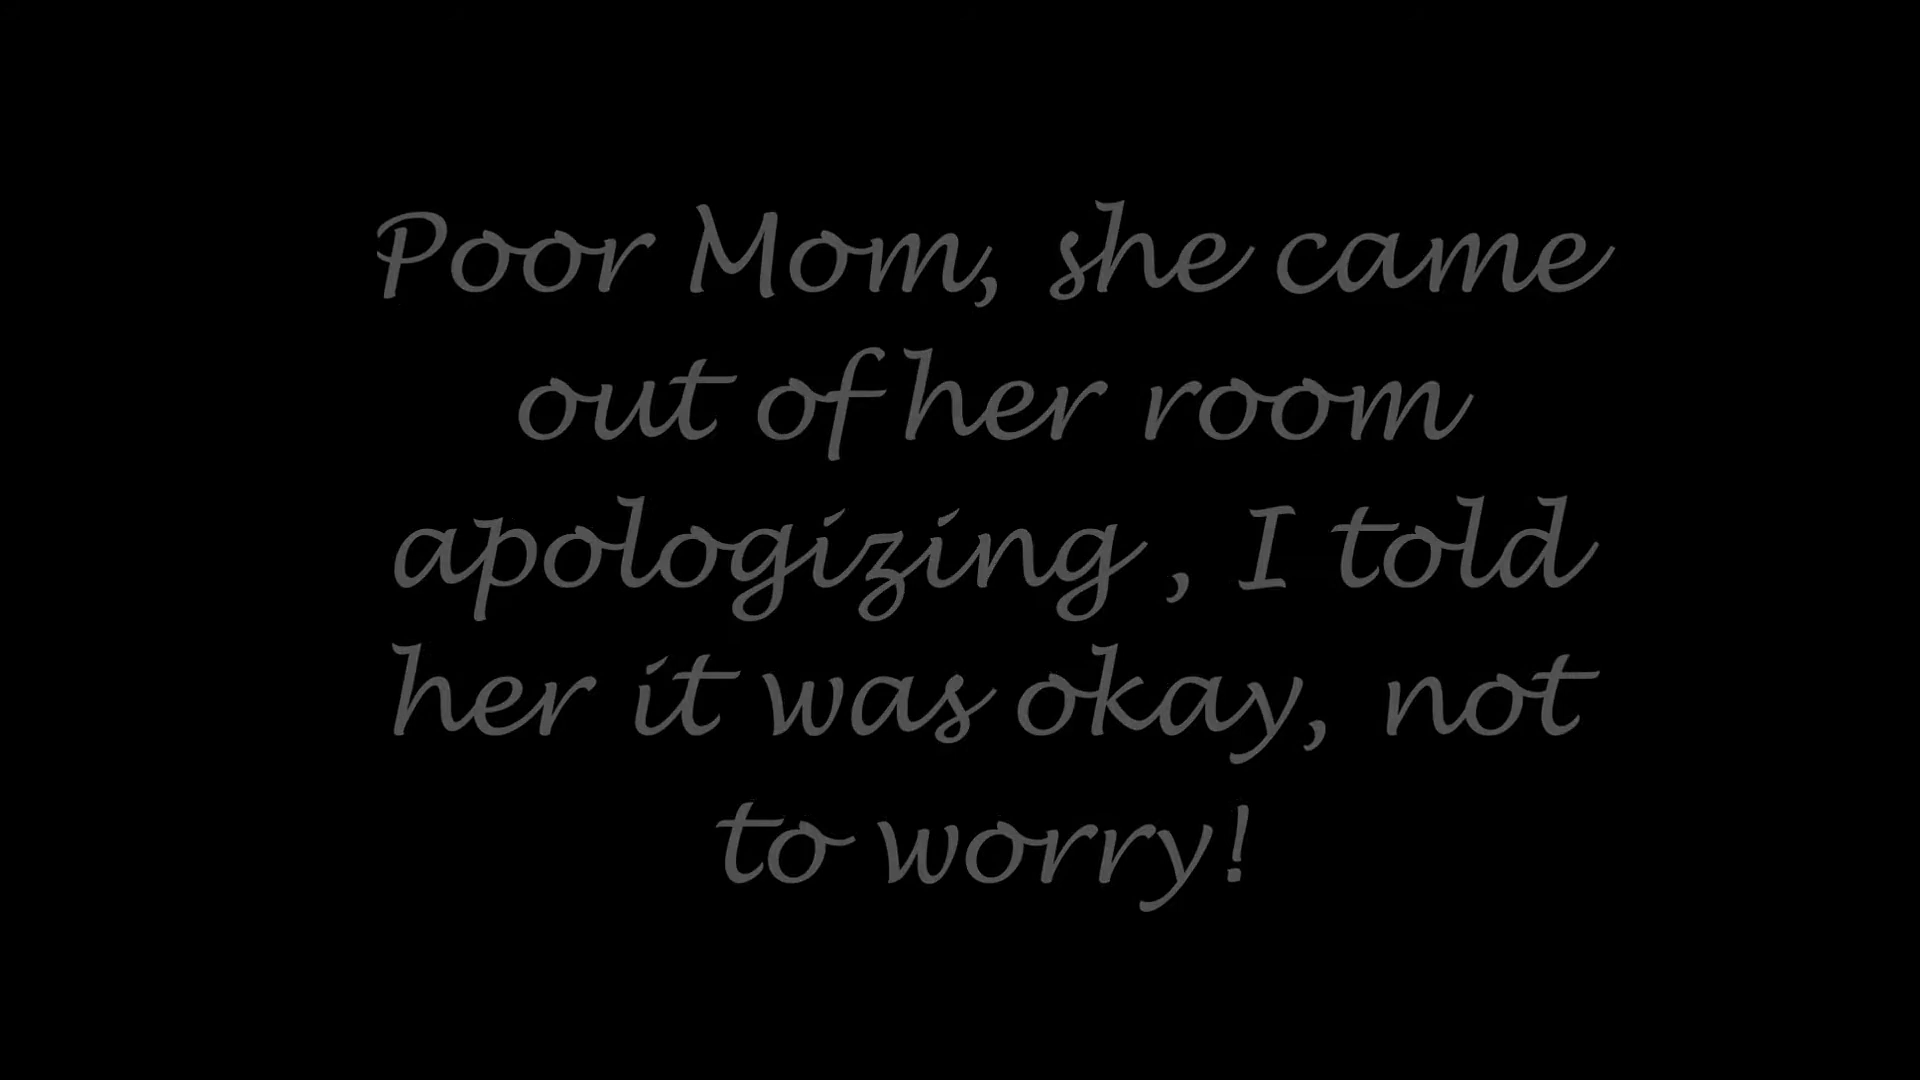 Poor Mom, she came
out of her room
apologizing , I told
her it was okay, not
to worry!